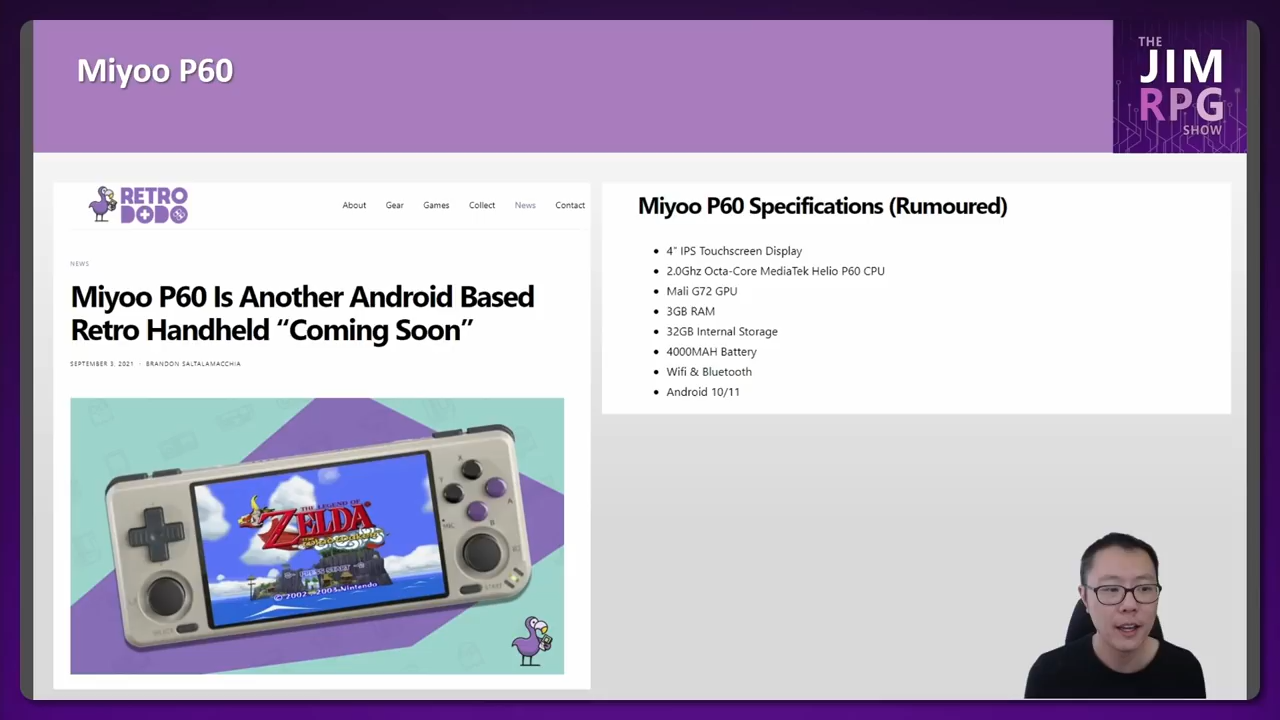 Miyoo P60
THE
JIM
RPG
SHOW
RETRO
DODO
About Gear Games Collect News Contact
NEWS
Miyoo P60 Is Another Android Based
Retro Handheld “Coming Soon”
SEPTEMBER 3, 2021 - BRANDON SALTALAMACCHIA
THE LEGEND OF
ZELDA
PRESS START
© 2002-2003 Nintendo
X
Y
A
B
START
Miyoo P60 Specifications (Rumoured)
• 4" IPS Touchscreen Display
• 2.0Ghz Octa-Core MediaTek Helio P60 CPU
• Mali G72 GPU
• 3GB RAM
• 32GB Internal Storage
• 4000MAH Battery
• Wifi & Bluetooth
• Android 10/11